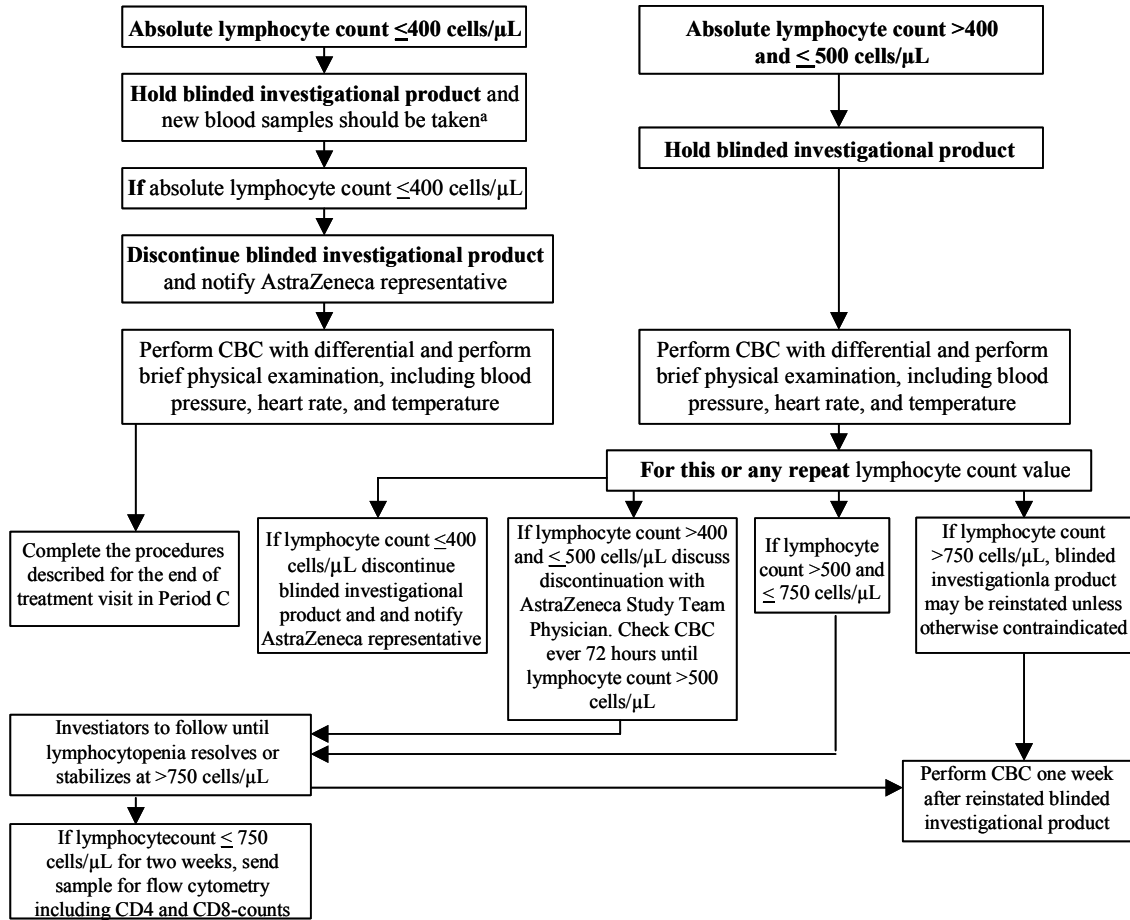 Absolute lymphocyte count ≤400 cells/μL
Hold blinded investigational product and
new blood samples should be takenᵃ
If absolute lymphocyte count ≤400 cells/μL
Discontinue blinded investigational product
and notify AstraZeneca representative
Perform CBC with differential and perform
brief physical examination, including blood
pressure, heart rate, and temperature
Complete the procedures
described for the end of
treatment visit in Period C
Absolute lymphocyte count >400
and ≤ 500 cells/μL
Hold blinded investigational product
Perform CBC with differential and perform
brief physical examination, including blood
pressure, heart rate, and temperature
For this or any repeat lymphocyte count value
If lymphocyte count ≤400
cells/μL discontinue
blinded investigational
product and and notify
AstraZeneca representative
If lymphocyte count >400
and ≤ 500 cells/μL discuss
discontinuation with
AstraZeneca Study Team
Physician. Check CBC
ever 72 hours until
lymphocyte count >500
cells/μL
If lymphocyte
count >500 and
≤ 750 cells/μL
If lymphocyte count
>750 cells/μL, blinded
investigationla product
may be reinstated unless
otherwise contraindicated
Investiators to follow until
lymphocytopenia resolves or
stabilizes at >750 cells/μL
Perform CBC one week
after reinstated blinded
investigational product
If lymphocytecount ≤ 750
cells/μL for two weeks, send
sample for flow cytometry
including CD4 and CD8-counts